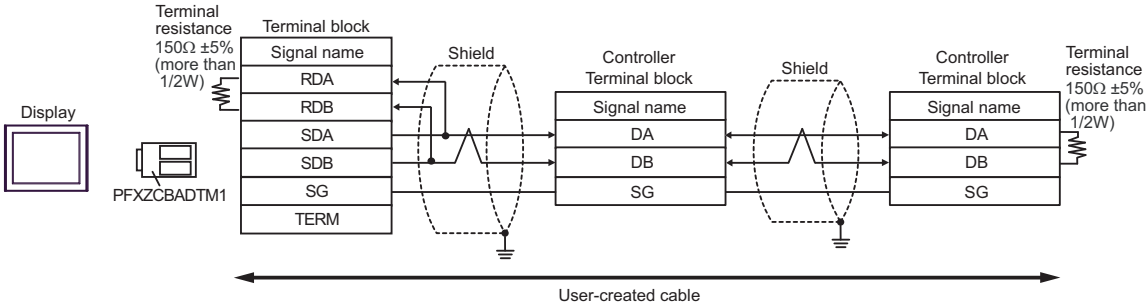 Display
PFXZCBADTM1
Terminal
resistance
150Ω ±5%
(more than
1/2W)
Terminal block
Signal name
RDA
RDB
SDA
SDB
SG
TERM
Shield
Controller
Terminal block
Signal name
DA
DB
SG
Shield
Controller
Terminal block
Signal name
DA
DB
SG
Terminal
resistance
150Ω ±5%
(more than
1/2W)
User-created cable